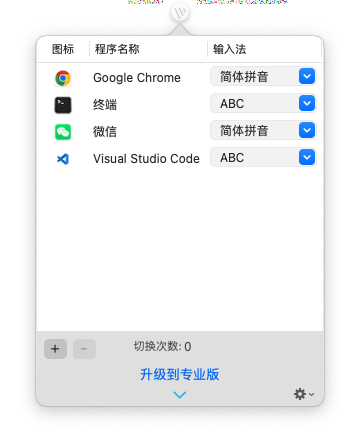 图标 程序名称 输入法
Google Chrome 简体拼音
终端 ABC
微信 简体拼音
Visual Studio Code ABC
+ - 切换次数: 0
升级到专业版